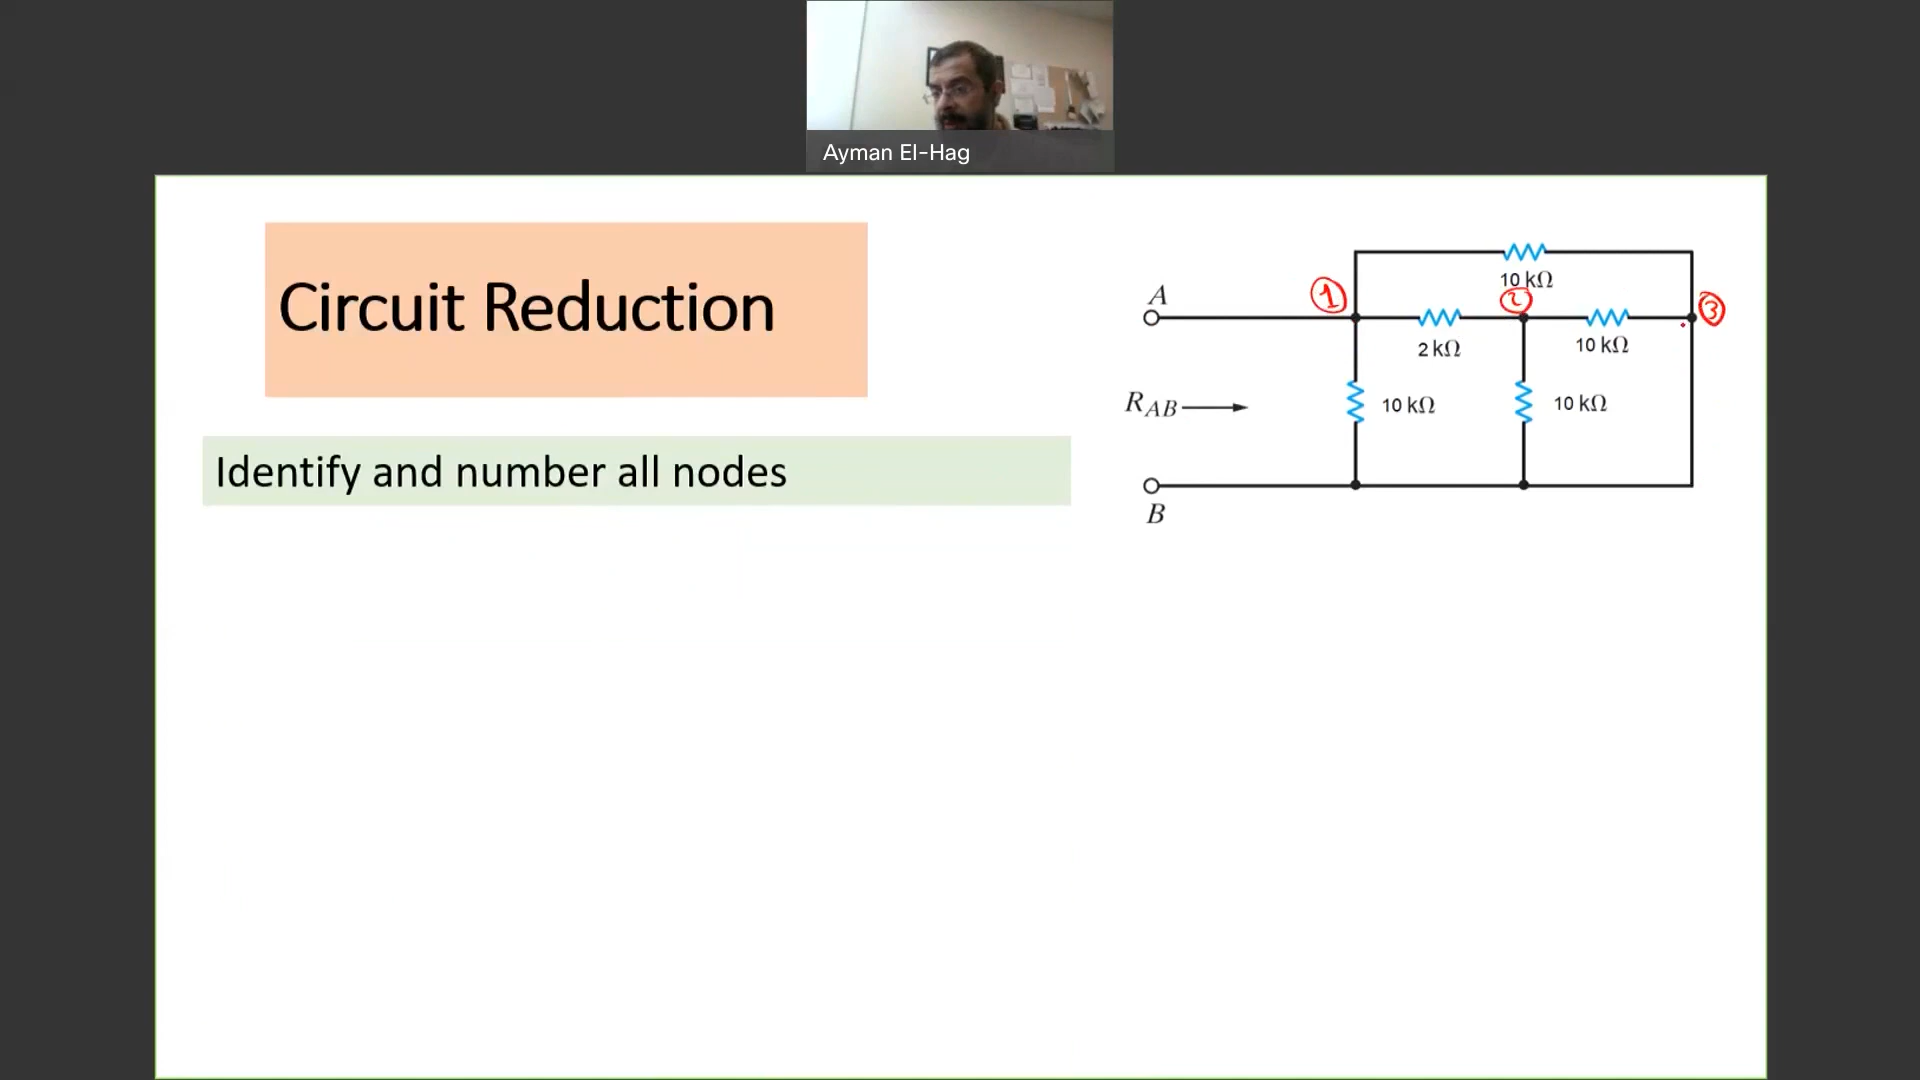 Ayman El-Hag
Circuit Reduction
Identify and number all nodes
10 kΩ
A
1
2
3
2 kΩ
10 kΩ
R_AB
10 kΩ
10 kΩ
B